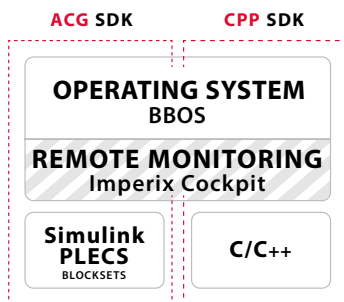 ACG SDK
CPP SDK
OPERATING SYSTEM
BBOS
REMOTE MONITORING
Imperix Cockpit
Simulink
PLECS
BLOCKSETS
C/C++